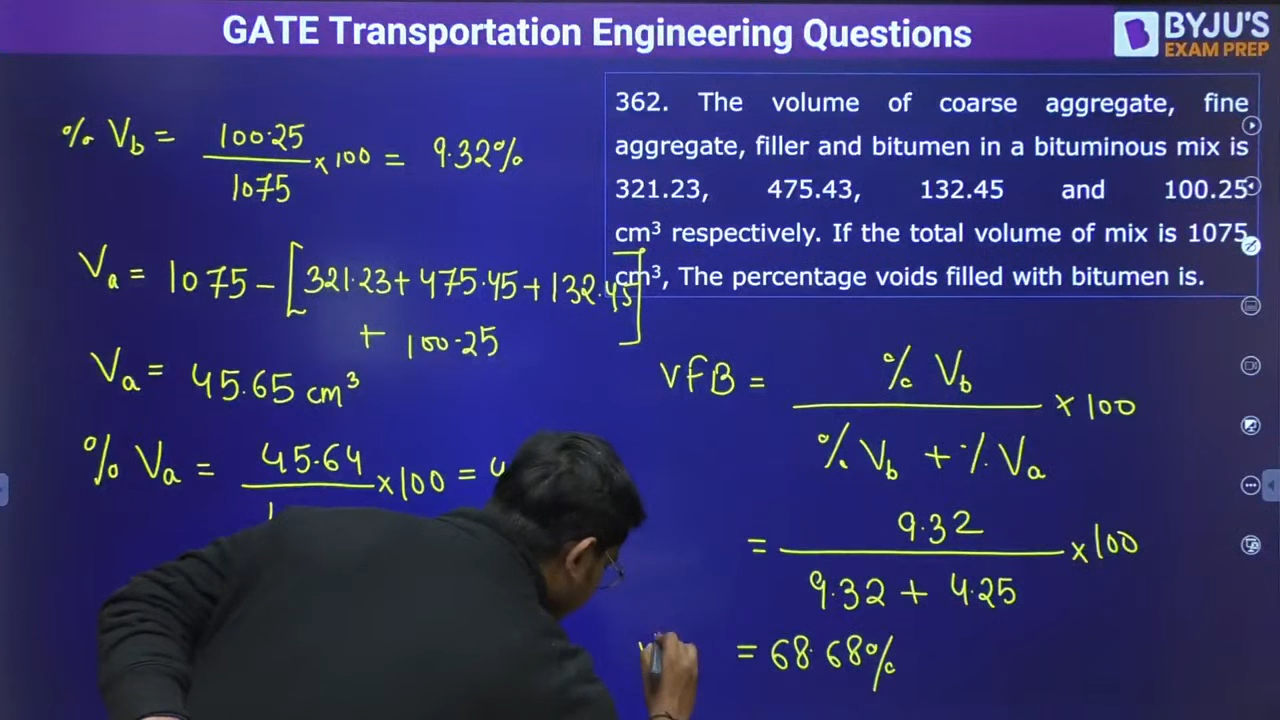 GATE Transportation Engineering Questions
BYJU'S
EXAM PREP
362. The volume of coarse aggregate, fine
aggregate, filler and bitumen in a bituminous mix is
321.23, 475.43, 132.45 and 100.25
cm³ respectively. If the total volume of mix is 1075
cm³, The percentage voids filled with bitumen is.
% Vb = 100.25 / 1075 × 100 = 9.32%
Va = 1075 - [321.23 + 475.45 + 132.45
+ 100.25]
Va = 45.65 cm³
% Va = 45.64 × 100 =
VFB = % Vb / % Vb + % Va × 100
= 9.32 / 9.32 + 4.25 × 100
= 68.68%